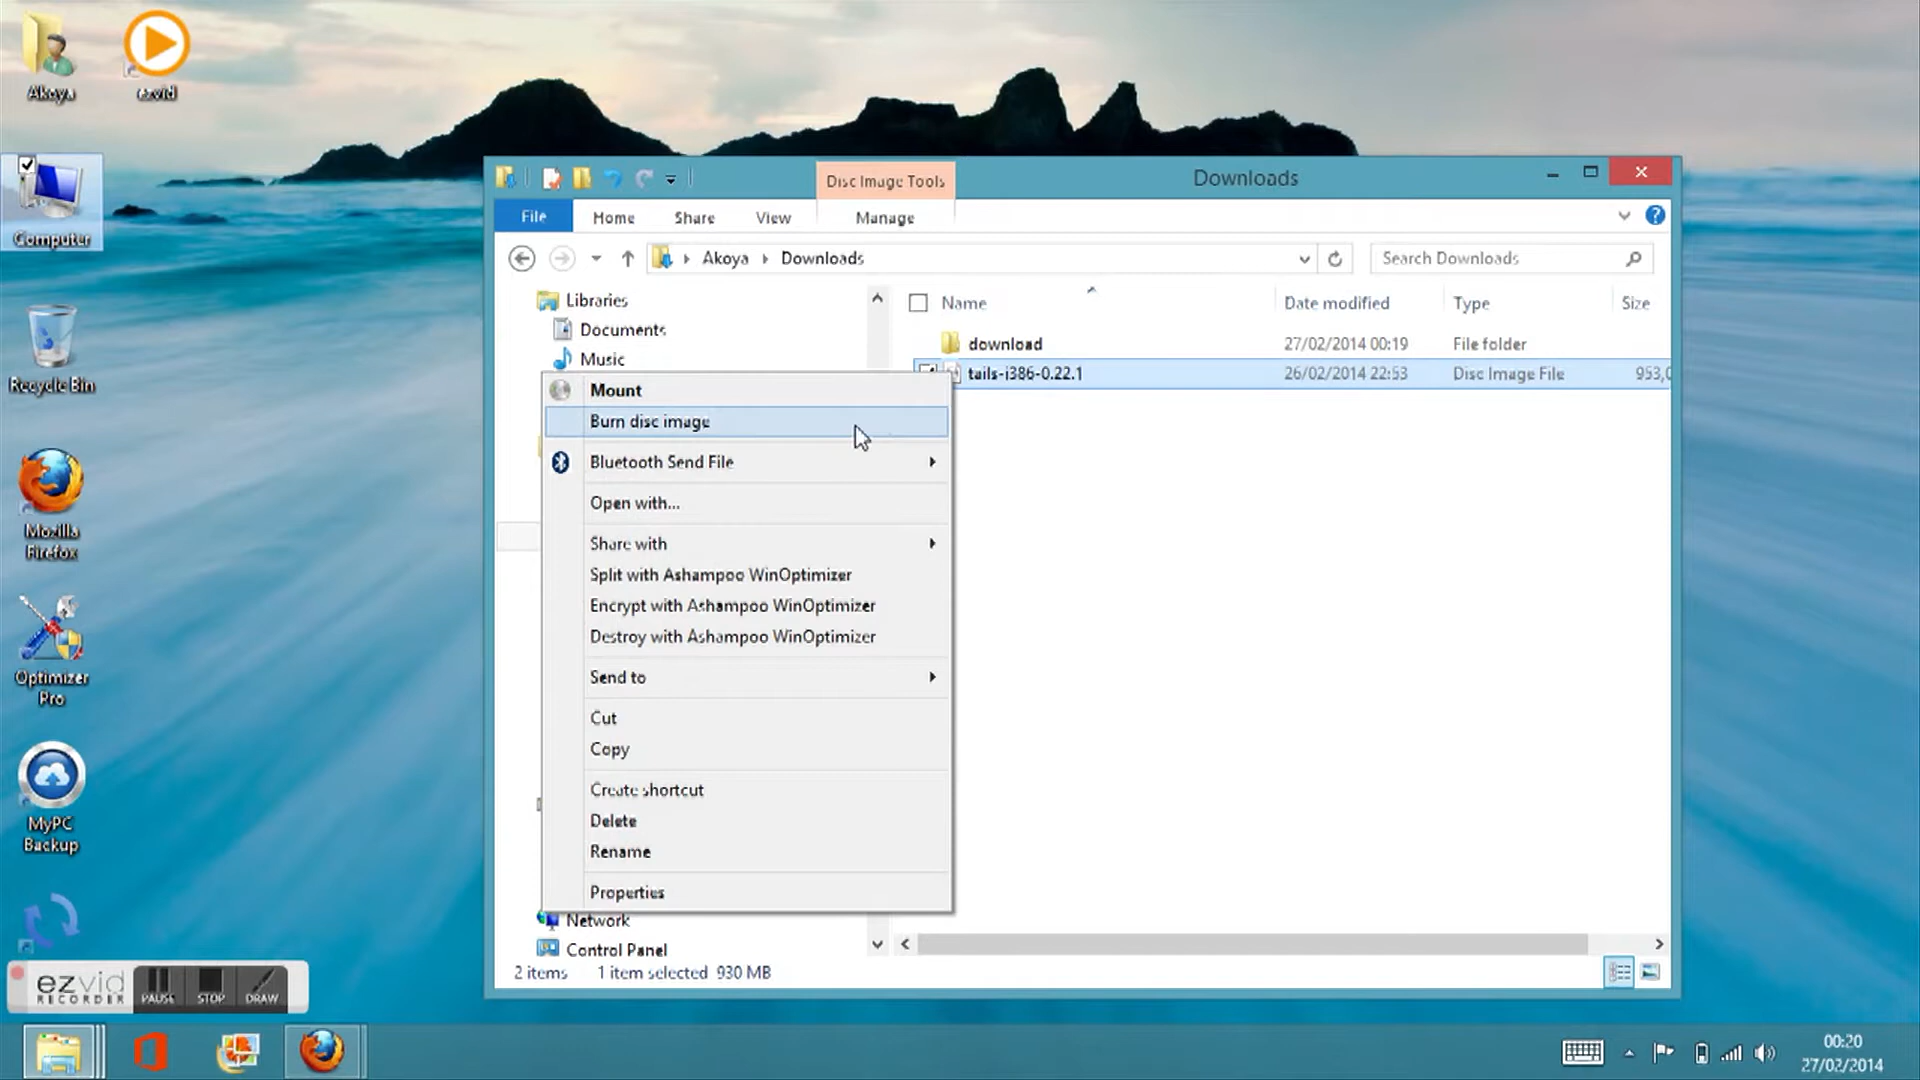 Akoya
ezvid
Computer
Recycle Bin
Mozilla
Firefox
Optimizer
Pro
MyPC
Backup
Disc Image Tools
Downloads
File
Home
Share
View
Manage
Akoya
Downloads
Search Downloads
Libraries
Documents
Music
Name
Date modified
Type
Size
download
27/02/2014 00:19
File folder
tails-i386-0.22.1
26/02/2014 22:53
Disc Image File
953,0
Mount
Burn disc image
Bluetooth Send File
Open with...
Share with
Split with Ashampoo WinOptimizer
Encrypt with Ashampoo WinOptimizer
Destroy with Ashampoo WinOptimizer
Send to
Cut
Copy
Create shortcut
Delete
Rename
Properties
Network
Control Panel
2 items
1 item selected 930 MB
ezvid
RECORDER
PAUSE
STOP
DRAW
00:20
27/02/2014